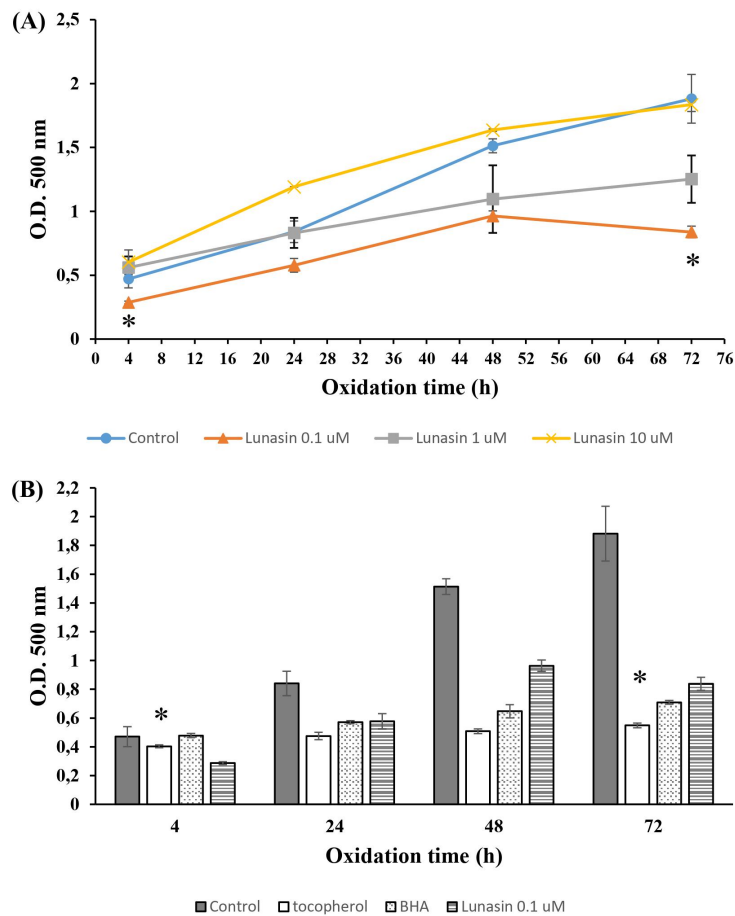 (A)
2,5
2
1,5
1
0,5
0
O.D. 500 nm
*
*
0 4 8 12 16 20 24 28 32 36 40 44 48 52 56 60 64 68 72 76
Oxidation time (h)
Control Lunasin 0.1 uM Lunasin 1 uM Lunasin 10 uM
(B)
2,2
2
1,8
1,6
1,4
1,2
1
0,8
0,6
0,4
0,2
0
O.D. 500 nm
*
*
4 24 48 72
Oxidation time (h)
Control tocopherol BHA Lunasin 0.1 uM